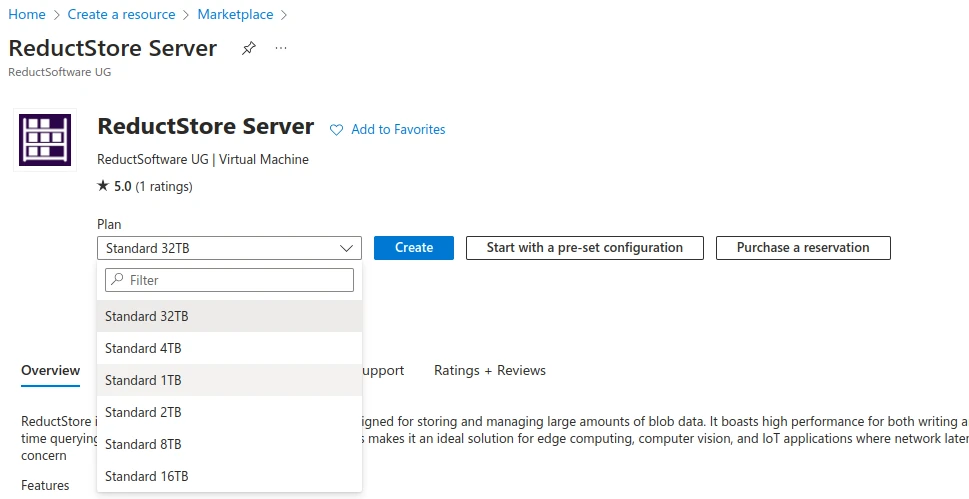 Home > Create a resource > Marketplace >
ReductStore Server ...
ReductSoftware UG
ReductStore Server Add to Favorites
ReductSoftware UG | Virtual Machine
★ 5.0 (1 ratings)
Plan
Standard 32TB Create Start with a pre-set configuration Purchase a reservation
Filter
Standard 32TB
Standard 4TB
Standard 1TB
Standard 2TB
Standard 8TB
Standard 16TB
Overview upport Ratings + Reviews
ReductStore i igned for storing and managing large amounts of blob data. It boasts high performance for both writing a
time querying s makes it an ideal solution for edge computing, computer vision, and IoT applications where network later
concern
Features